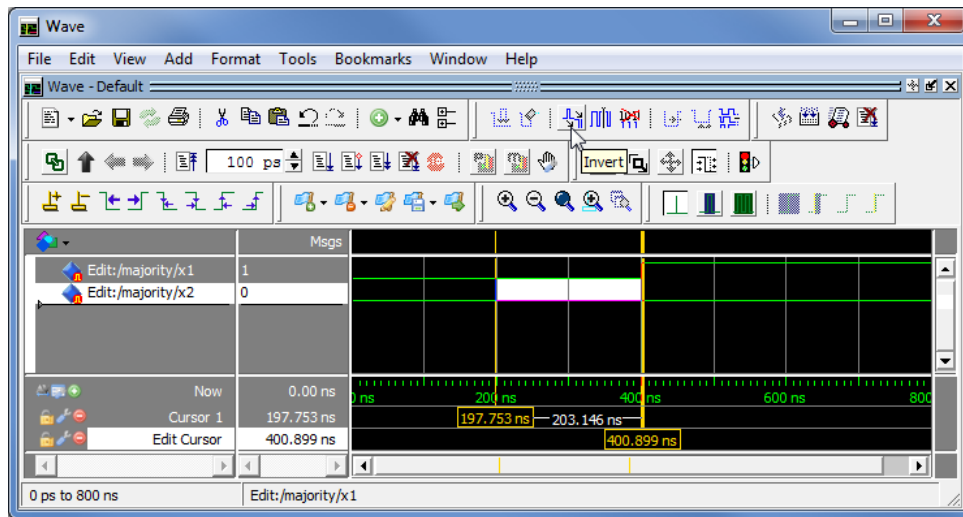 Wave
File Edit View Add Format Tools Bookmarks Window Help
Wave - Default
100 ps
Invert
Msgs
Edit:/majority/x1 1
Edit:/majority/x2 0
Now 0.00 ns
0 ns 200 ns 400 ns 600 ns 800
Cursor 1 197.753 ns
197.753 ns 203.146 ns
Edit Cursor 400.899 ns
400.899 ns
0 ps to 800 ns Edit:/majority/x1